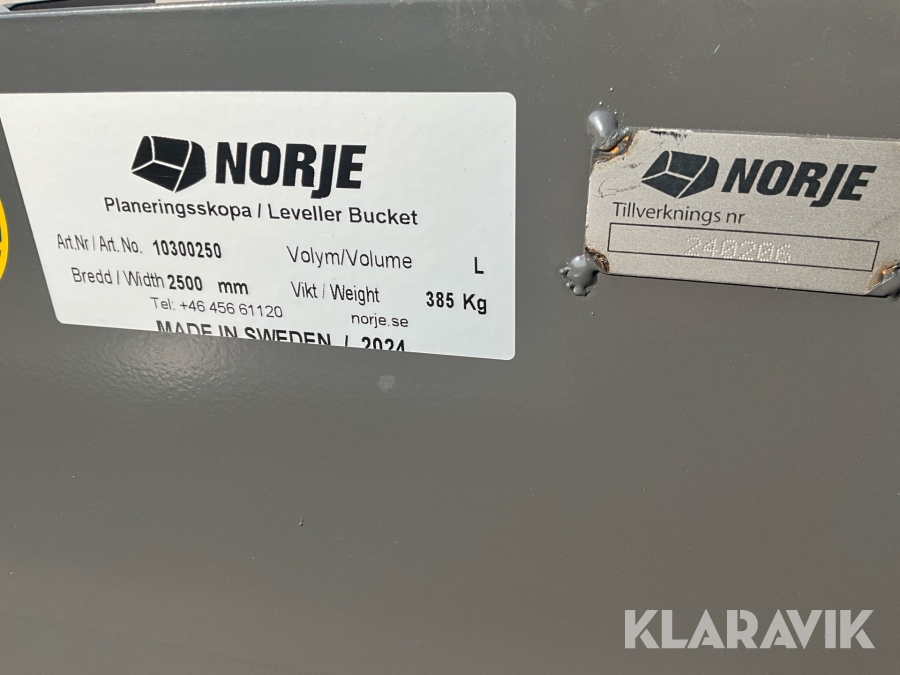 NORJE
Planeringsskopa / Leveller Bucket
Art.Nr / Art. No. 10300250
Volym/Volume L
Bredd / Width 2500 mm
Vikt / Weight 385 Kg
Tel: +46 456 61120
norje.se
MADE IN SWEDEN / 2024
NORJE
Tillverknings nr
240206
KLARAVIK